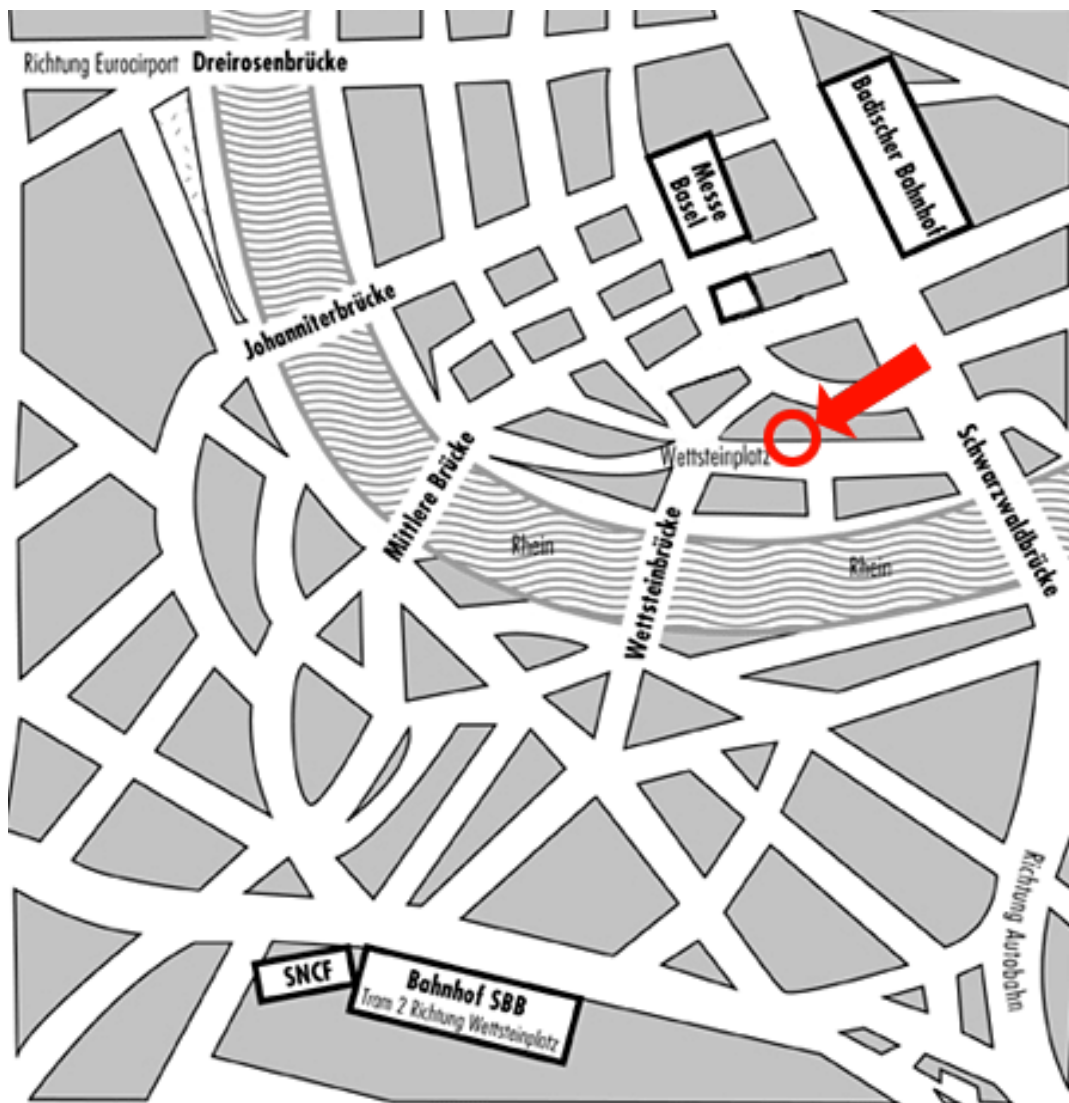 Richtung Euroairport Dreirosenbrücke
Badischer Bahnhof
Messe
Basel
Johanniterbrücke
Mittlere Brücke
Wettsteinplatz
Schwarzwaldbrücke
Rhein
Rhein
Wettsteinbrücke
Richtung Autobahn
SNCF
Bahnhof SBB
Tram 2 Richtung Wettsteinplatz